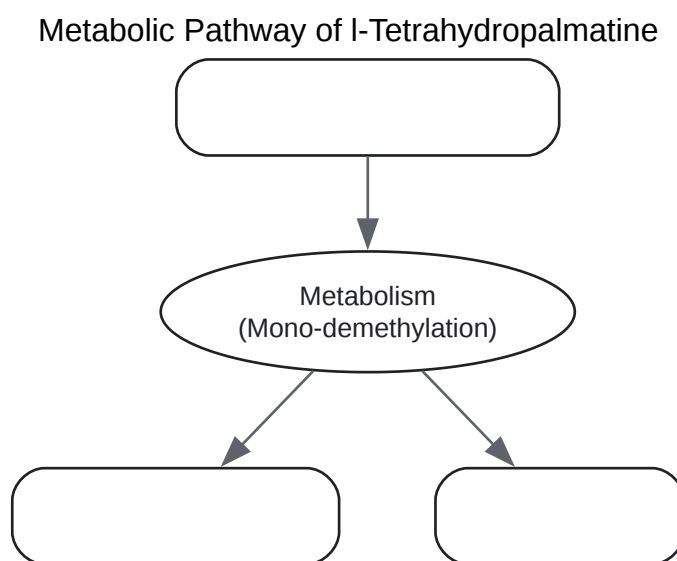 Metabolic Pathway of l-Tetrahydropalmatine
Metabolism
(Mono-demethylation)